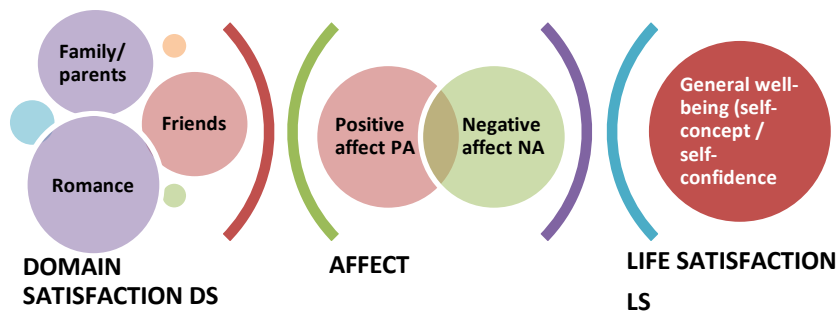 Family/
parents
Friends
Romance
DOMAIN
SATISFACTION DS
Positive
affect PA
Negative
affect NA
AFFECT
General well-
being (self-
concept /
self-
confidence
LIFE SATISFACTION
LS